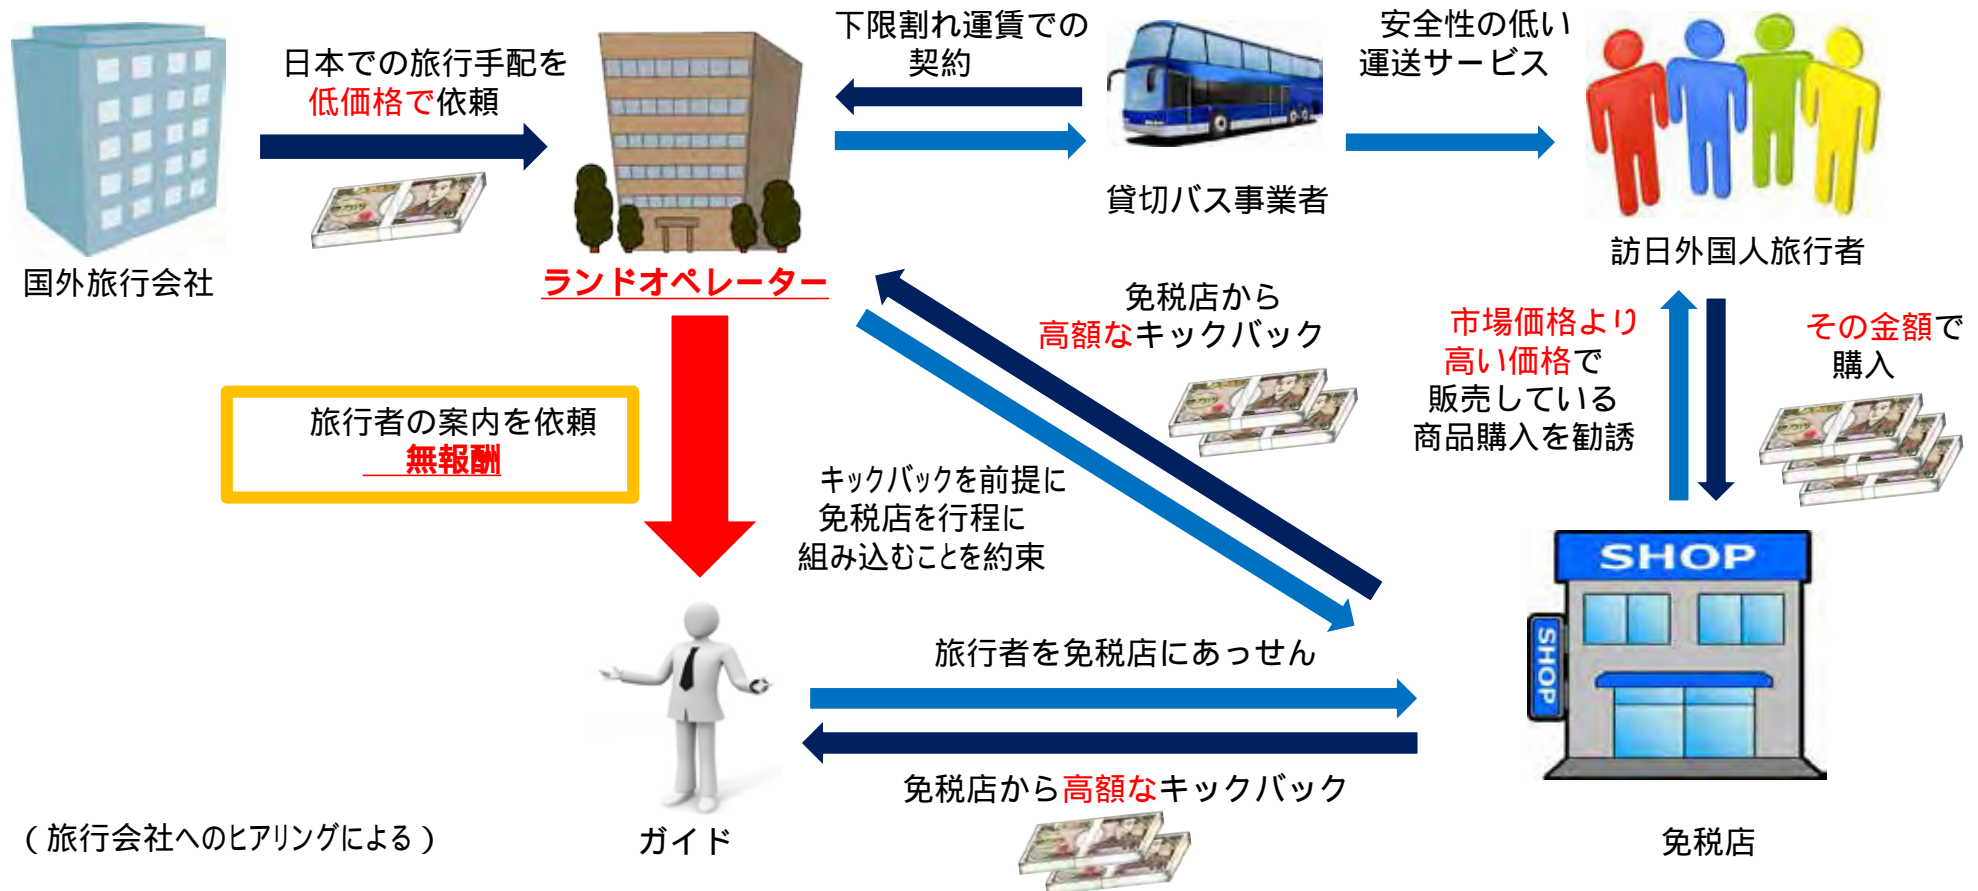 下限割れ運賃での
契約
安全性の低い
運送サービス
日本での旅行手配を
低価格で依頼
貸切バス事業者
訪日外国人旅行者
国外旅行会社
ランドオペレーター
免税店から
高額なキックバック
市場価格より
高い価格で
販売している
商品購入を勧誘
その金額で
購入
旅行者の案内を依頼
無報酬
キックバックを前提に
免税店を行程に
組み込むことを約束
SHOP
SHOP
旅行者を免税店にあっせん
免税店から高額なキックバック
(旅行会社へのヒアリングによる)
ガイド
免税店